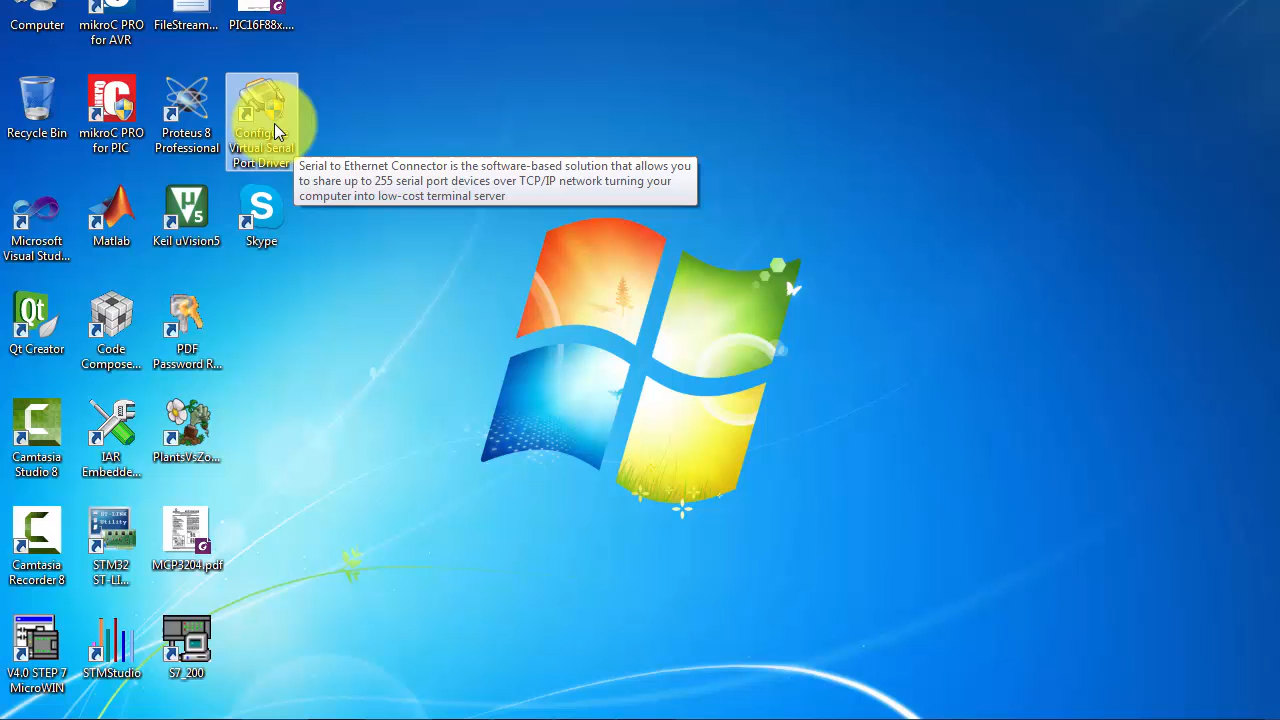 Computer
mikroC PRO
for AVR
FileStream...
PIC16F88x....
Recycle Bin
mikroC PRO
for PIC
Proteus 8
Professional
Virtual Serial
Port Driver
Serial to Ethernet Connector is the software-based solution that allows you
to share up to 255 serial port devices over TCP/IP network turning your
computer into low-cost terminal server
Microsoft
Visual Stud...
Matlab
Keil uVision5
Skype
Qt Creator
Code
Compose...
PDF
Password R...
Camtasia
Studio 8
IAR
Embedde...
PlantsVsZo...
Camtasia
Recorder 8
STM32
ST-LI...
MCP3204.pdf
V4.0 STEP 7
MicroWIN
STMStudio
S7_200